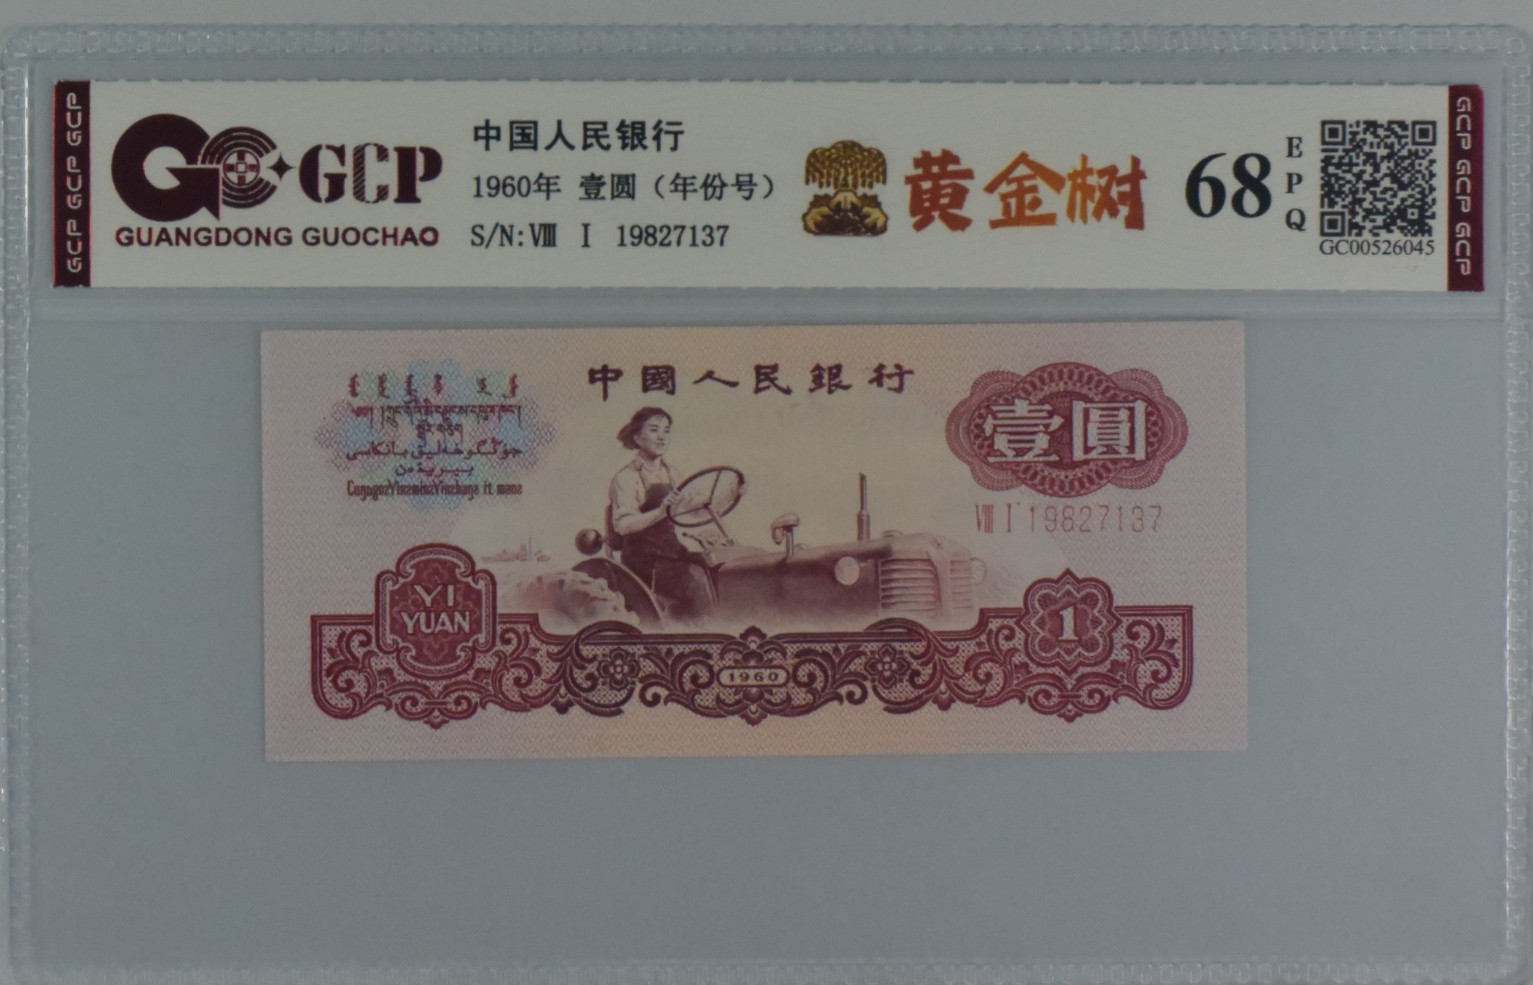 GCP
GUANGDONG GUOCHAO
中国人民银行
1960年 壹圆（年份号）
S/N: Ⅷ Ⅰ 19827137
黄金树
68
EPQ
GC00526045
GCP GCP GCP
GCP GCP GCP
中國人民銀行
壹圓
Ⅷ Ⅰ 19827137
YI
YUAN
1960
1